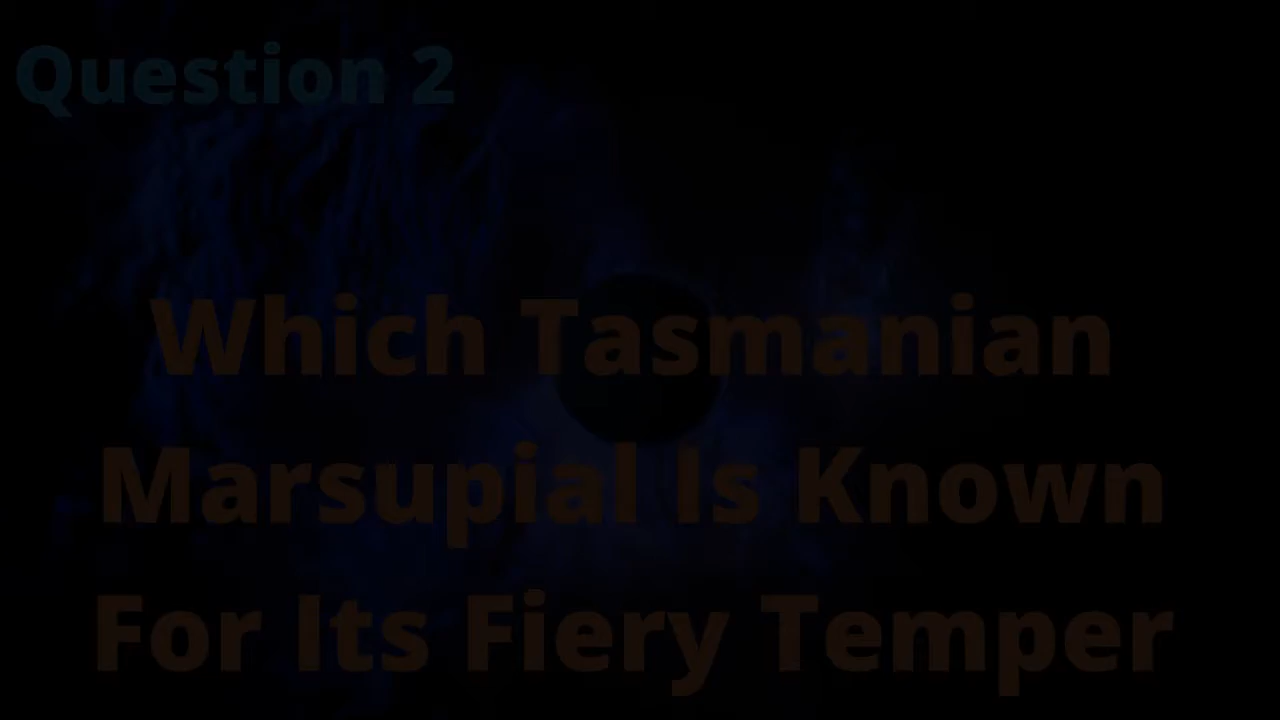 Question 2
Which Tasmanian
Marsupial Is Known
For Its Fiery Temper